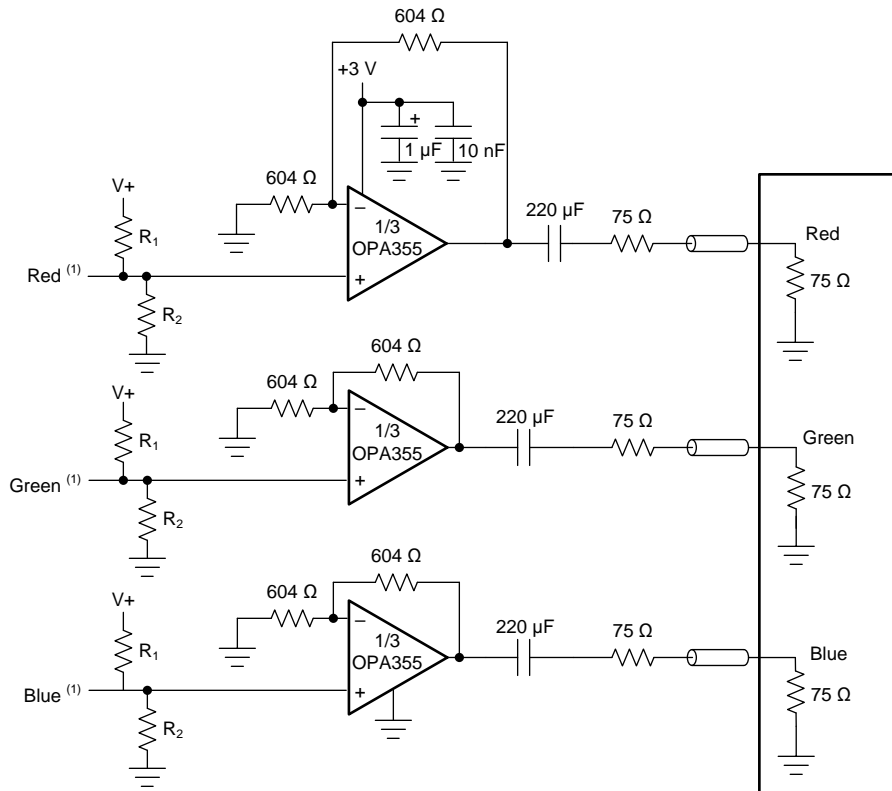 604 Ω
+3 V
+
1 µF
10 nF
604 Ω
V+
R1
–
1/3
OPA355
+
220 µF
75 Ω
Red
75 Ω
Red (1)
R2
604 Ω
604 Ω
V+
R1
–
1/3
OPA355
+
220 µF
75 Ω
Green
75 Ω
Green (1)
R2
604 Ω
604 Ω
V+
R1
–
1/3
OPA355
+
220 µF
75 Ω
Blue
75 Ω
Blue (1)
R2